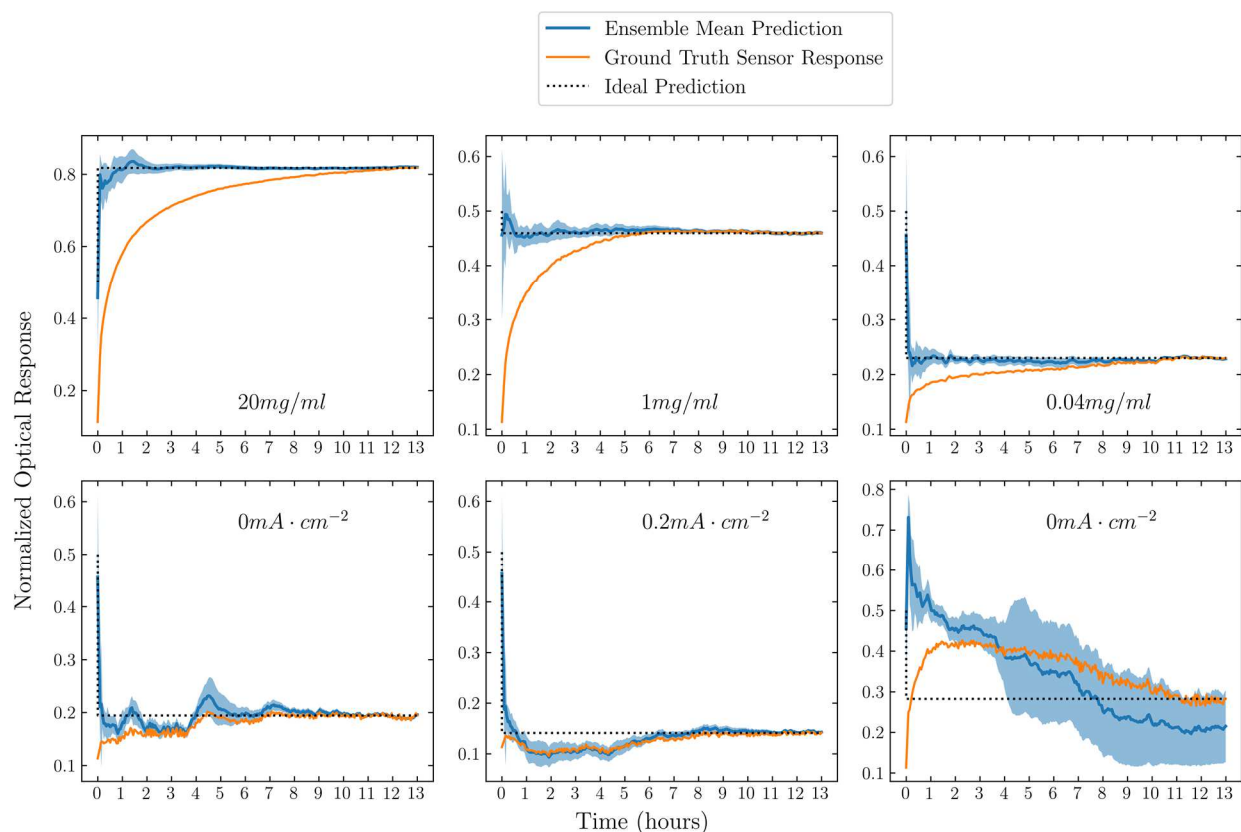 Ensemble Mean Prediction
Ground Truth Sensor Response
Ideal Prediction
Normalized Optical Response
0.8
0.6
0.4
0.2
20mg/ml
0 1 2 3 4 5 6 7 8 9 10 11 12 13
0.6
0.5
0.4
0.3
0.2
0.1
1mg/ml
0 1 2 3 4 5 6 7 8 9 10 11 12 13
0.6
0.5
0.4
0.3
0.2
0.1
0.04mg/ml
0 1 2 3 4 5 6 7 8 9 10 11 12 13
0.6
0.5
0.4
0.3
0.2
0.1
0mA · cm⁻²
0 1 2 3 4 5 6 7 8 9 10 11 12 13
0.6
0.5
0.4
0.3
0.2
0.1
0.2mA · cm⁻²
0 1 2 3 4 5 6 7 8 9 10 11 12 13
0.8
0.7
0.6
0.5
0.4
0.3
0.2
0.1
0mA · cm⁻²
0 1 2 3 4 5 6 7 8 9 10 11 12 13
Time (hours)